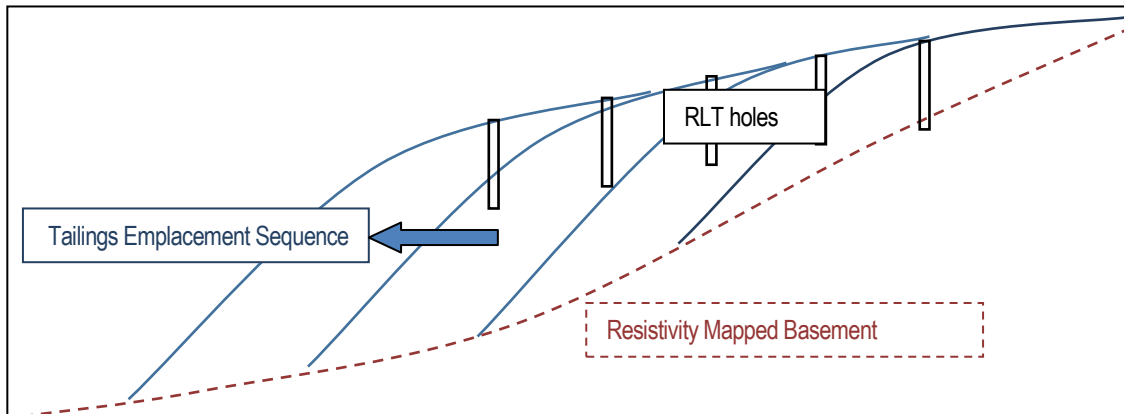 RLT holes
Tailings Emplacement Sequence
Resistivity Mapped Basement